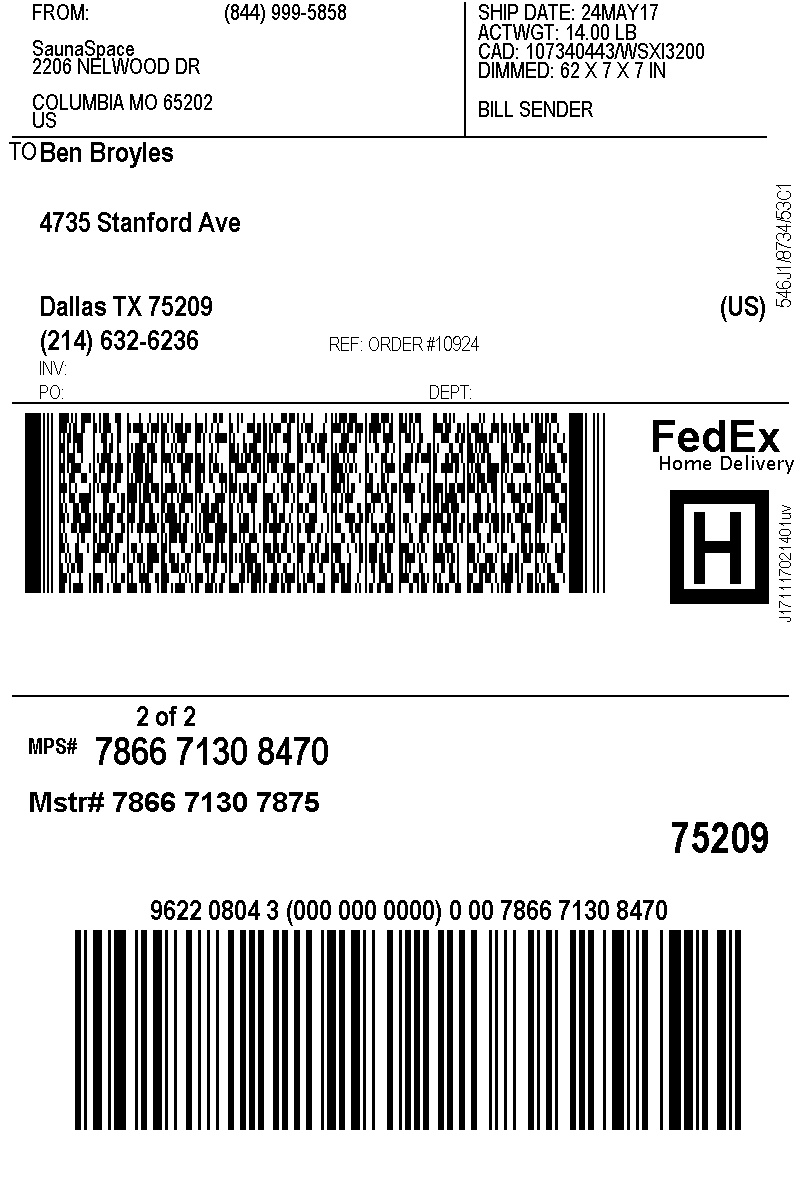 FROM: (844) 999-5858
SaunaSpace
2206 NELWOOD DR
COLUMBIA MO 65202
US
SHIP DATE: 24MAY17
ACTWGT: 14.00 LB
CAD: 107340443/WSXI3200
DIMMED: 62 X 7 X 7 IN
BILL SENDER
TO Ben Broyles
4735 Stanford Ave
Dallas TX 75209 (US)
(214) 632-6236 REF: ORDER #10924
INV:
PO: DEPT:
546J1/8734/53C1
FedEx
Home Delivery
H
J171117021401uv
2 of 2
MPS# 7866 7130 8470
Mstr# 7866 7130 7875
75209
9622 0804 3 (000 000 0000) 0 00 7866 7130 8470